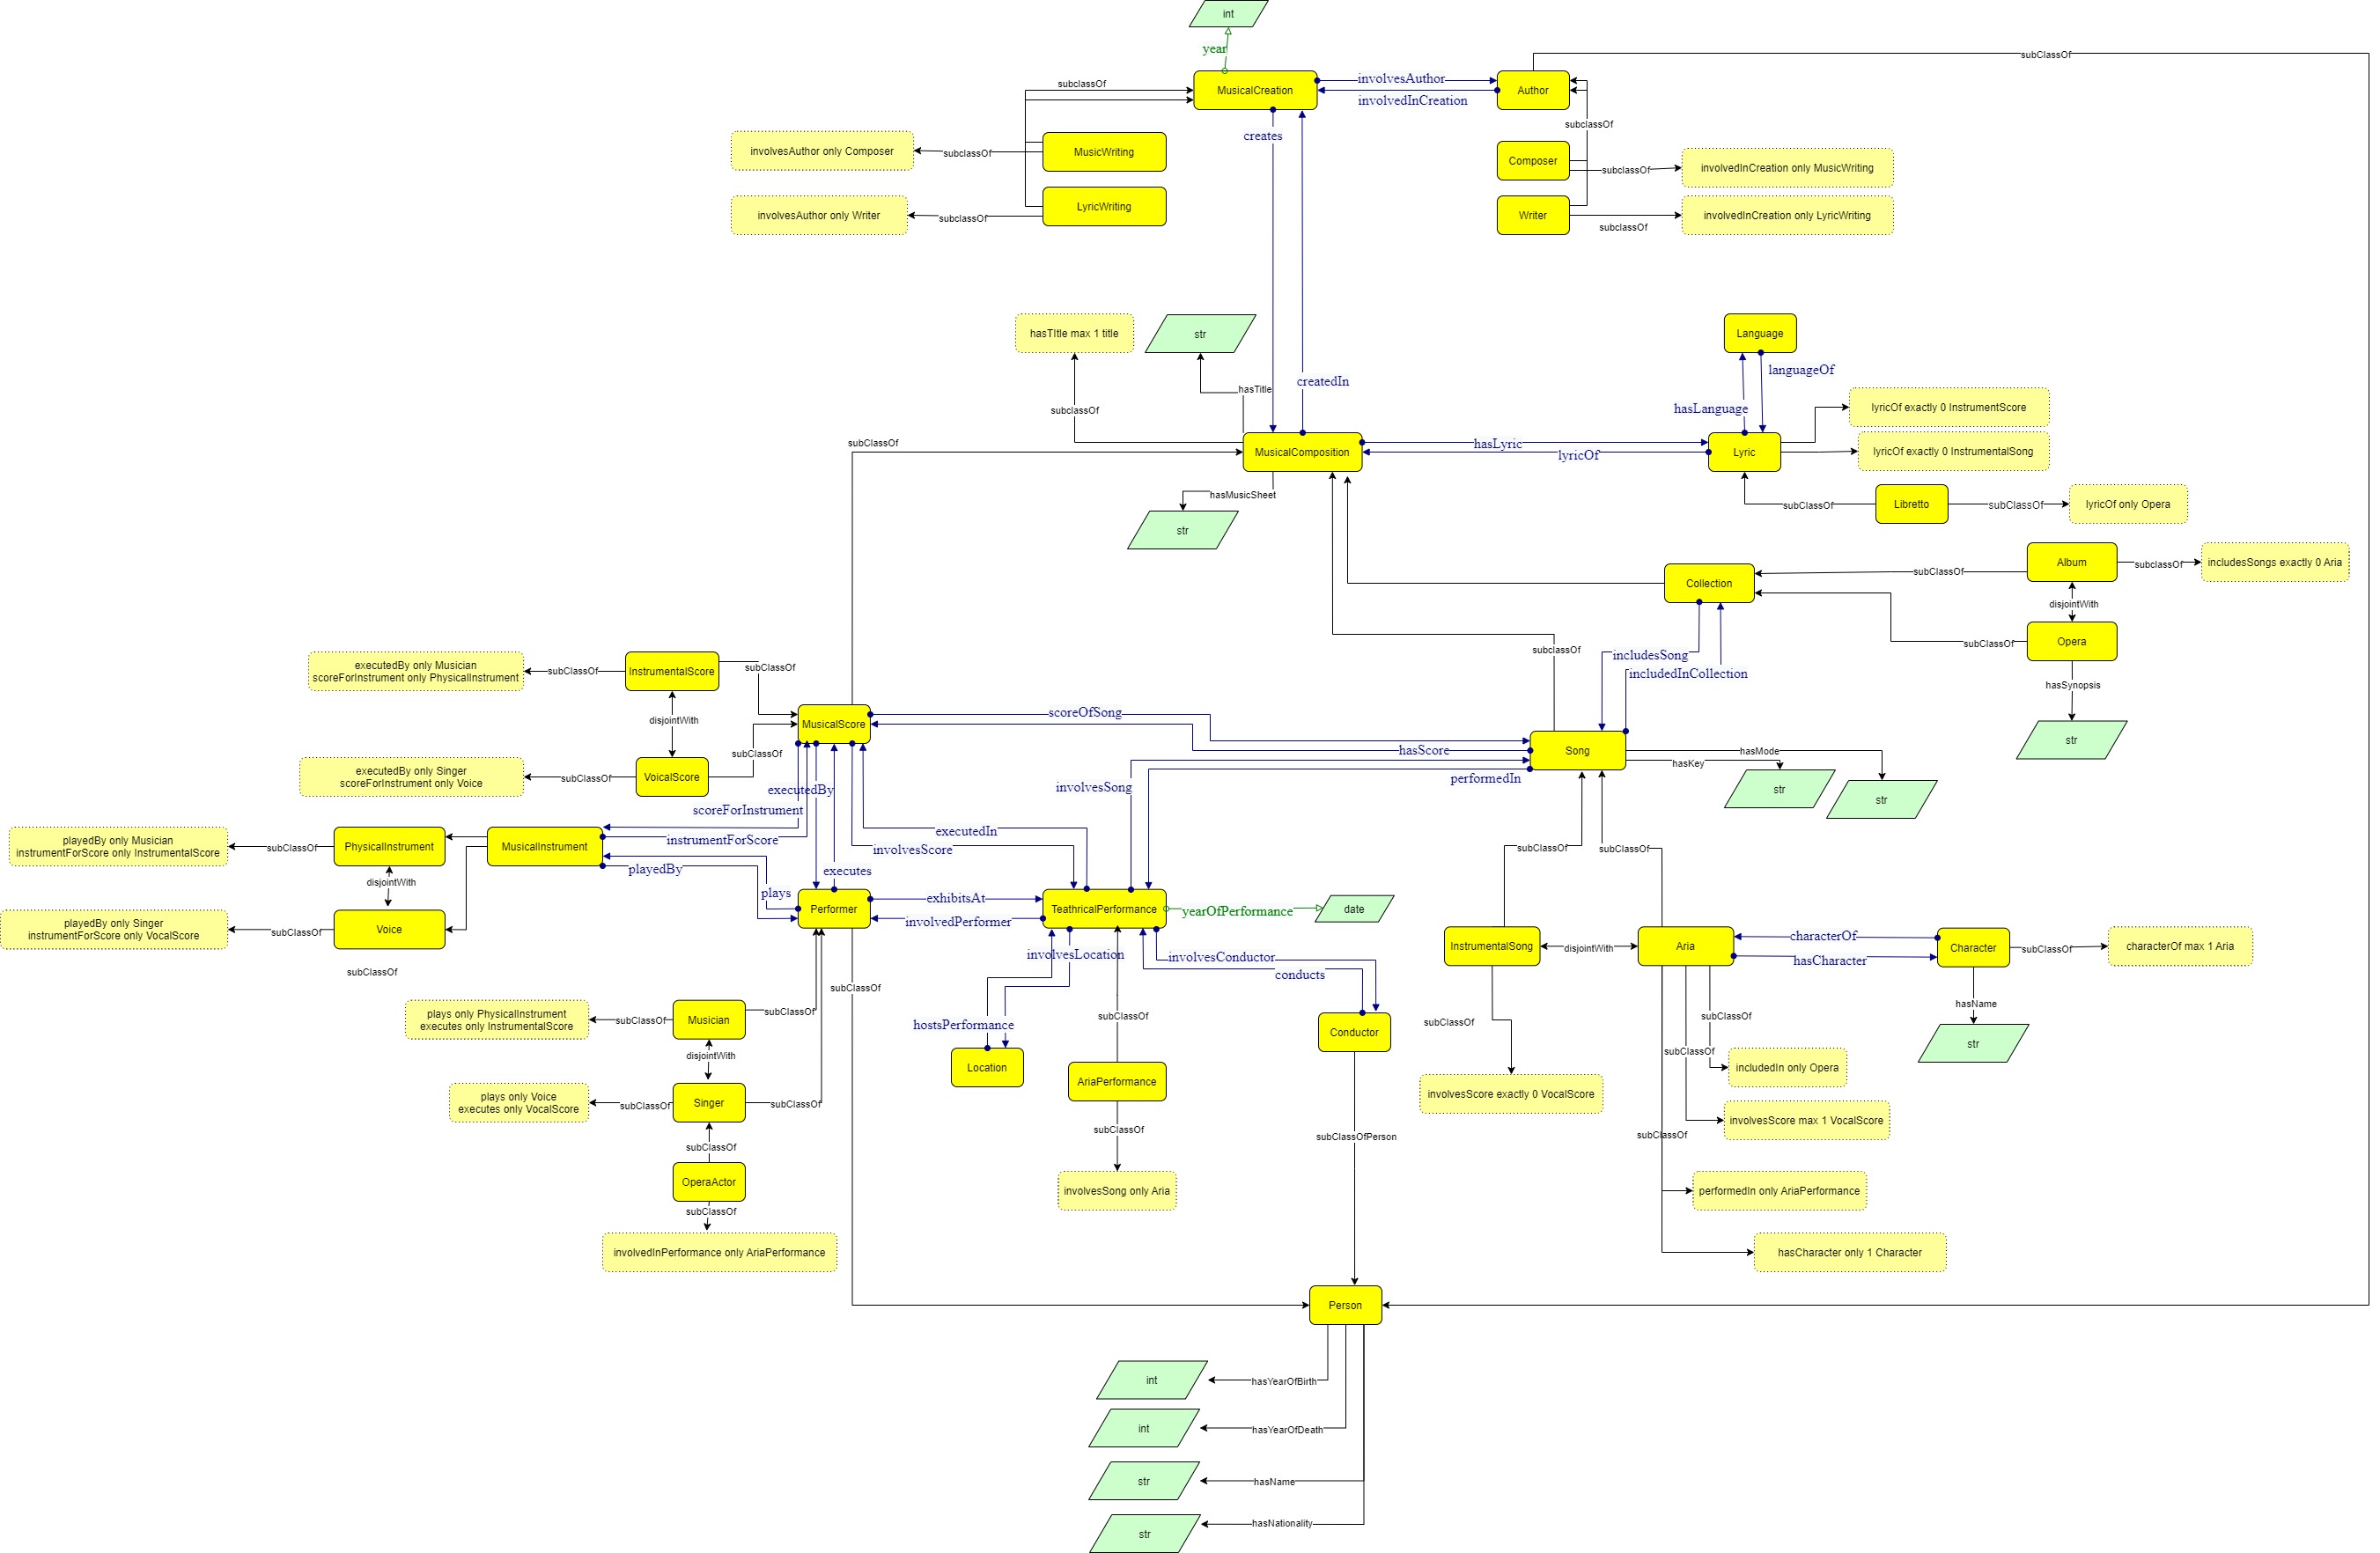 int
year
subClassOf
subclassOf
MusicalCreation
involvesAuthor
involvedInCreation
Author
creates
subclassOf
involvesAuthor only Composer
subclassOf
MusicWriting
Composer
subclassOf
involvedInCreation only MusicWriting
involvesAuthor only Writer
subclassOf
LyricWriting
Writer
subclassOf
involvedInCreation only LyricWriting
hasTItle max 1 title
str
Language
languageOf
createdIn
hasTitle
subclassOf
hasLanguage
lyricOf exactly 0 InstrumentScore
subClassOf
MusicalComposition
hasLyric
lyricOf
Lyric
lyricOf exactly 0 InstrumentalSong
hasMusicSheet
str
subClassOf
Libretto
subClassOf
lyricOf only Opera
Collection
subClassOf
Album
subclassOf
includesSongs exactly 0 Aria
disjointWith
subClassOf
Opera
subclassOf
includesSong
includedInCollection
hasSynopsis
str
executedBy only Musician
scoreForInstrument only PhysicalInstrument
subClassOf
InstrumentalScore
subClassOf
disjointWith
MusicalScore
scoreOfSong
hasScore
Song
hasMode
hasKey
str
str
executedBy only Singer
scoreForInstrument only Voice
subClassOf
VoicalScore
subClassOf
executedBy
involvesSong
performedIn
scoreForInstrument
playedBy only Musician
instrumentForScore only InstrumentalScore
subClassOf
PhysicalInstrument
MusicalInstrument
instrumentForScore
executedIn
involvesScore
subClassOf
subClassOf
disjointWith
playedBy
plays
executes
playedBy only Singer
instrumentForScore only VocalScore
subClassOf
Voice
Performer
exhibitsAt
involvedPerformer
TeathricalPerformance
yearOfPerformance
date
InstrumentalSong
disjointWith
Aria
characterOf
hasCharacter
Character
subClassOf
characterOf max 1 Aria
subClassOf
involvesLocation
involvesConductor
conducts
subClassOf
hasName
str
plays only PhysicalInstrument
executes only InstrumentalScore
subClassOf
Musician
subClassOf
hostsPerformance
subClassOf
Conductor
subClassOf
subClassOf
disjointWith
Location
AriaPerformance
subClassOf
includedIn only Opera
plays only Voice
executes only VocalScore
subClassOf
Singer
subClassOf
involvesScore exactly 0 VocalScore
involvesScore max 1 VocalScore
subClassOf
subClassOf
subClassOfPerson
subClassOf
OperaActor
involvesSong only Aria
performedIn only AriaPerformance
subClassOf
involvedInPerformance only AriaPerformance
hasCharacter only 1 Character
Person
int
hasYearOfBirth
int
hasYearOfDeath
str
hasName
str
hasNationality